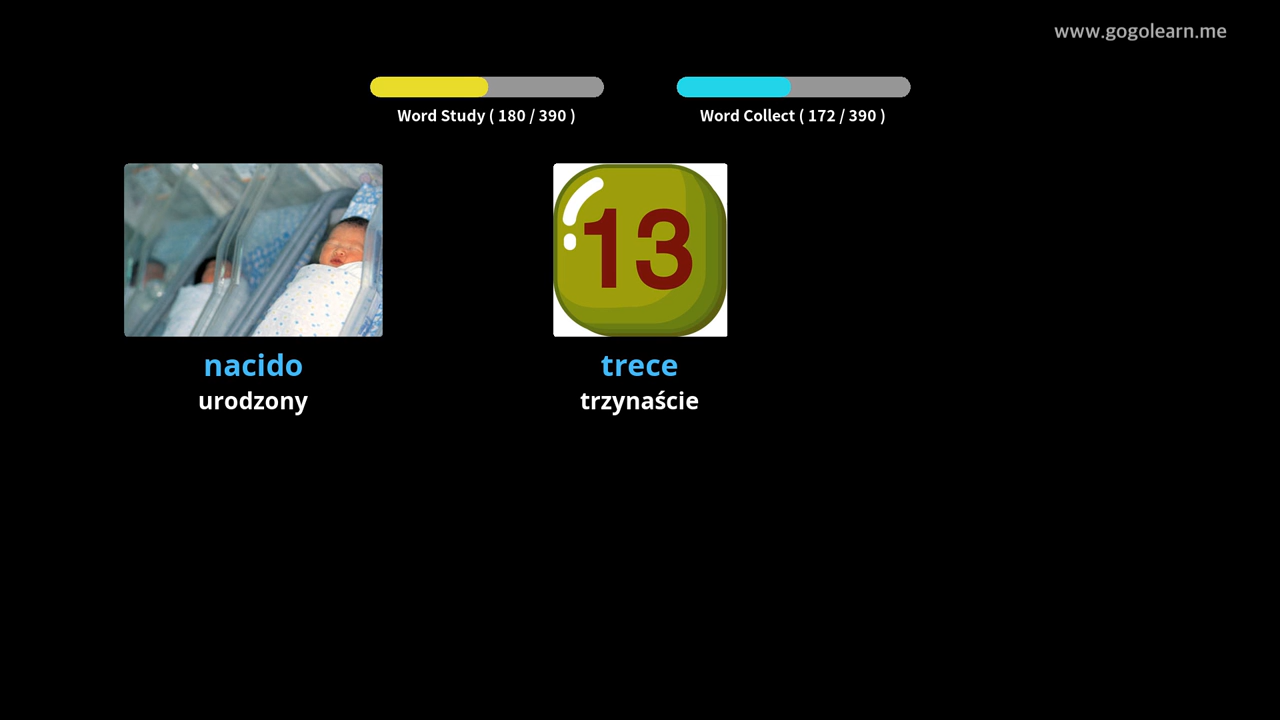 www.gogolearn.me
Word Study ( 180 / 390 )
Word Collect ( 172 / 390 )
13
nacido
trece
urodzony
trzynaście